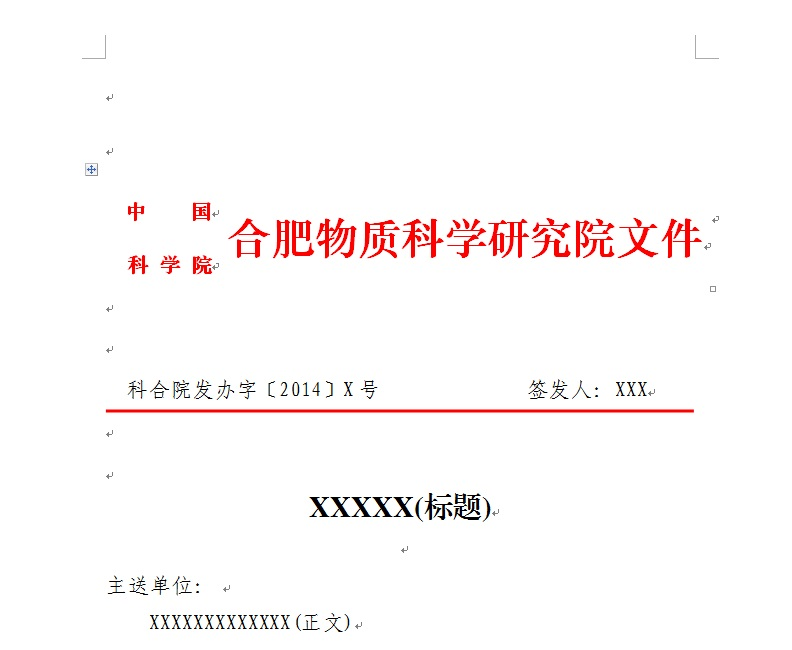 中 国
科 学 院
合肥物质科学研究院文件
科合院发办字〔2014〕X 号 签发人: XXX
XXXXX(标题)
主送单位:
XXXXXXXXXXXXX(正文)